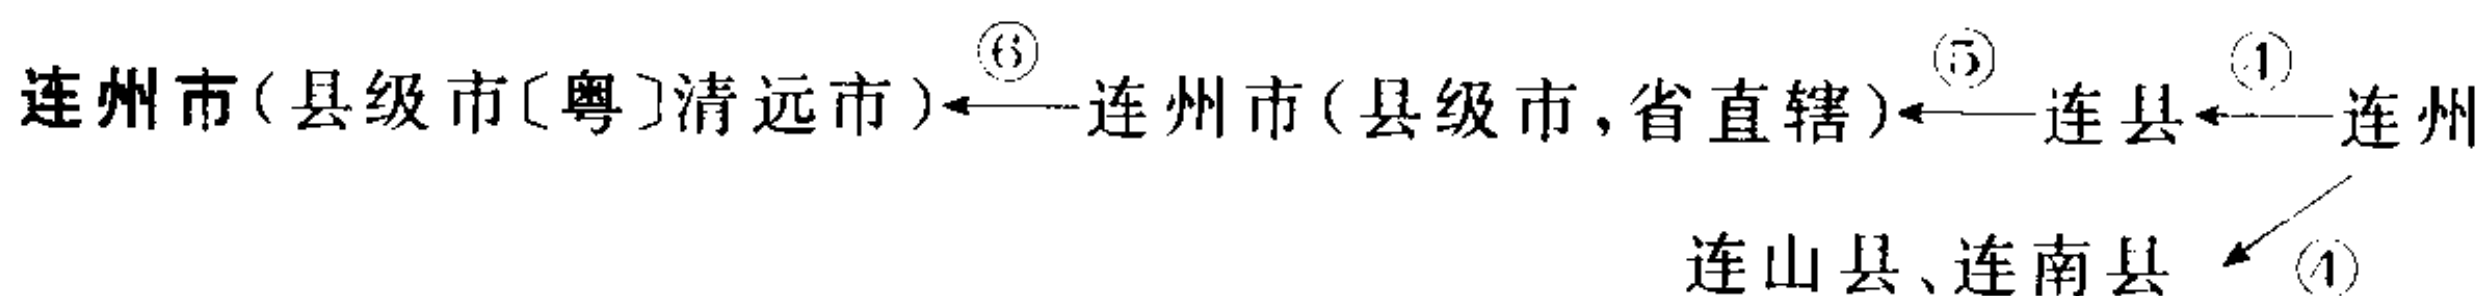 ⑥ ⑤ ④
连州市(县级市〔粤〕清远市)←连州市(县级市,省直辖)←连县←连州
连山县、连南县 ④